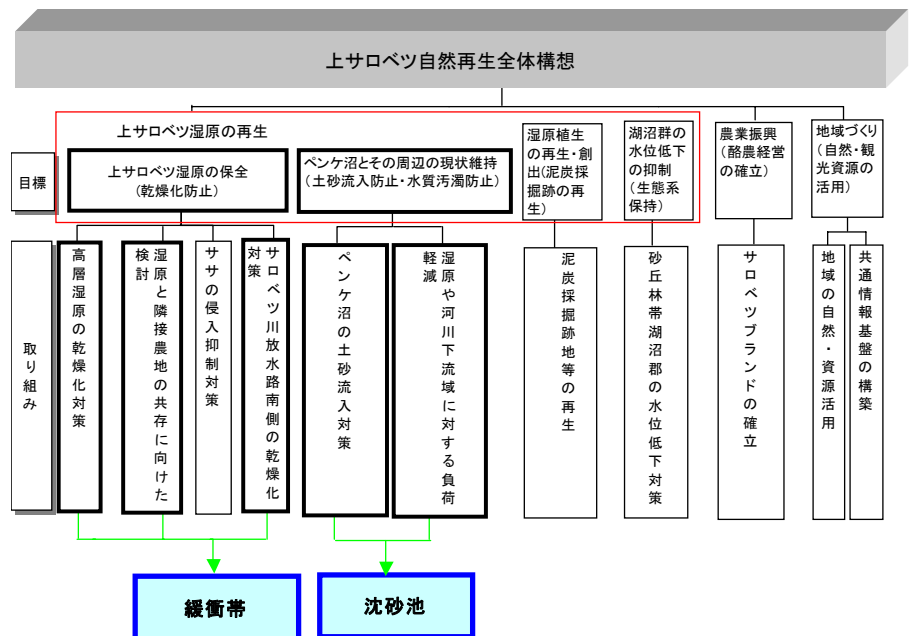 上サロベツ自然再生全体構想
上サロベツ湿原の再生
目標
上サロベツ湿原の保全
(乾燥化防止)
ペンケ沼とその周辺の現状維持
(土砂流入防止・水質汚濁防止)
湿原植生
の再生・創
出(泥炭採
掘跡の再
生)
湖沼群の
水位低下
の抑制
(生態系
保持)
農業振興
(酪農経営
の確立)
地域づくり
(自然・観
光資源の
活用)
取り組み
高層湿原の乾燥化対策
湿原と隣接農地の共存に向けた
検討
ササの侵入抑制対策
サロベツ川放水路南側の乾燥化
対策
ペンケ沼の土砂流入対策
湿原や河川下流域に対する負荷
軽減
泥炭採掘跡地等の再生
砂丘林帯湖沼郡の水位低下対策
サロベツブランドの確立
地域の自然・資源活用
共通情報基盤の構築
緩衝帯
沈砂池